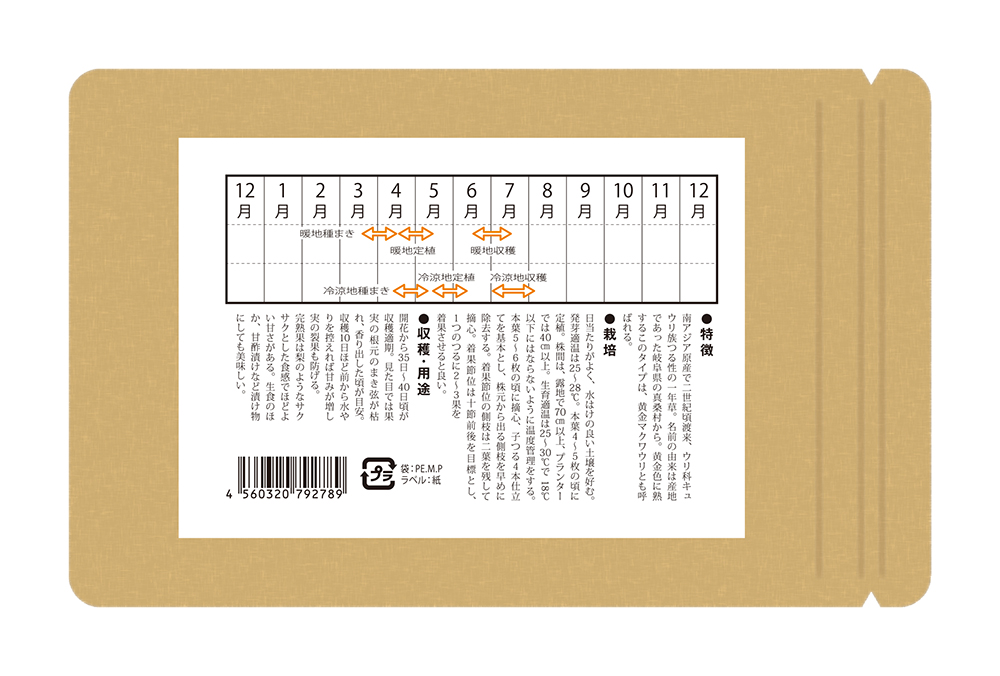 12月 1月 2月 3月 4月 5月 6月 7月 8月 9月 10月 11月 12月
暖地種まき
暖地定植
暖地収穫
冷涼地定植
冷涼地収穫
冷涼地種まき
●特徴
南アジア原産で二世紀頃渡来、ウリ科キュ
ウリ族つる性の一年草。名前の由来は産地
であった岐阜県の真桑村から。黄金色に熟
するこのタイプは、黄金マクワウリとも呼
ばれる。
●栽培
日当たりがよく、水はけの良い土壌を好む。
発芽適温は25～28℃。本葉4～5枚の頃に
定植。株間は、露地で70㎝以上、プランター
では40㎝以上。生育適温は25～30℃で18℃
以下にはならないように温度管理をする。
本葉5～6枚の頃に摘心、子つる4本仕立
てを基本とし、株元から出る側枝を早めに
除去する。着果節位の側枝は二葉を残して
摘心。着果節位は十節前後を目標とし、
1つのつるに2～3果を
着果させると良い。
●収穫・用途
開花から35日～40日頃が
収穫適期。見た目では果
実の根元のまき弦が枯
れ、香り出した頃が目安。
収穫10日ほど前から水や
りを控えれば甘みが増し
実の裂果も防げる。
完熟果は梨のようなサク
サクとした食感でほどよ
い甘さがある。生食のほ
か、甘酢漬けなど漬け物
にしても美味しい。
プラ
袋：PE.M.P
ラベル：紙
4 560320 792789